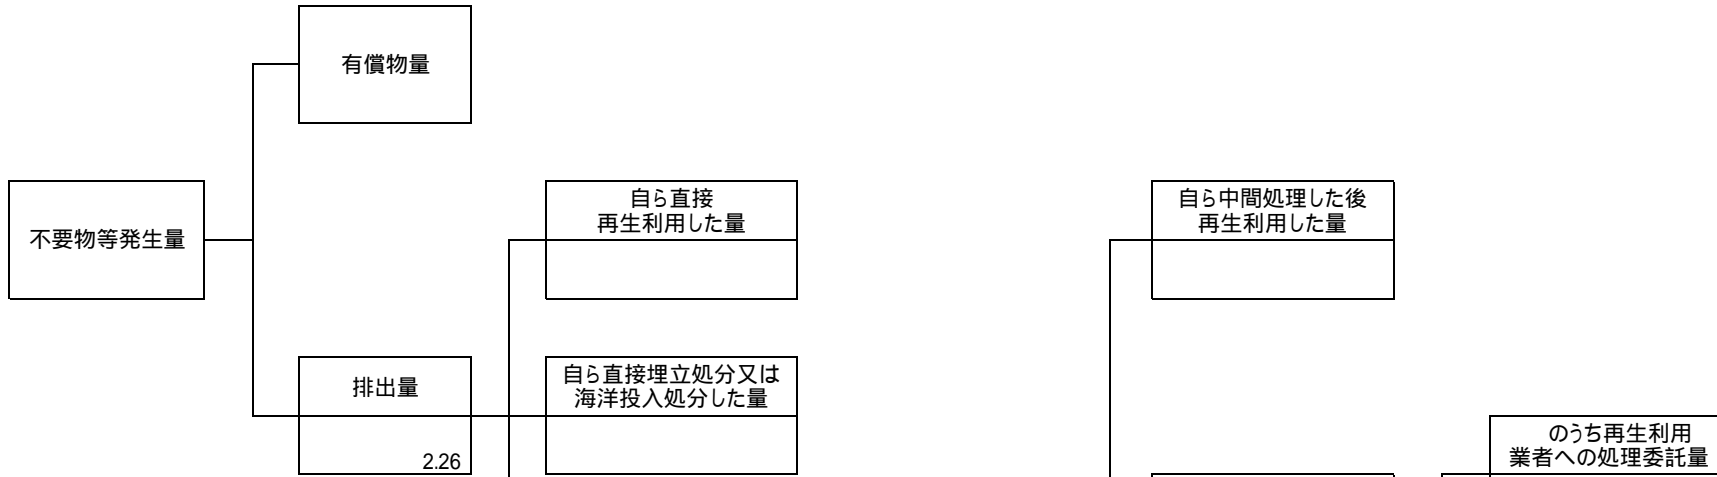 有償物量
不要物等発生量
自ら直接
再生利用した量
自ら中間処理した後
再生利用した量
排出量
2.26
自ら直接埋立処分又は
海洋投入処分した量
のうち再生利用
業者への処理委託量